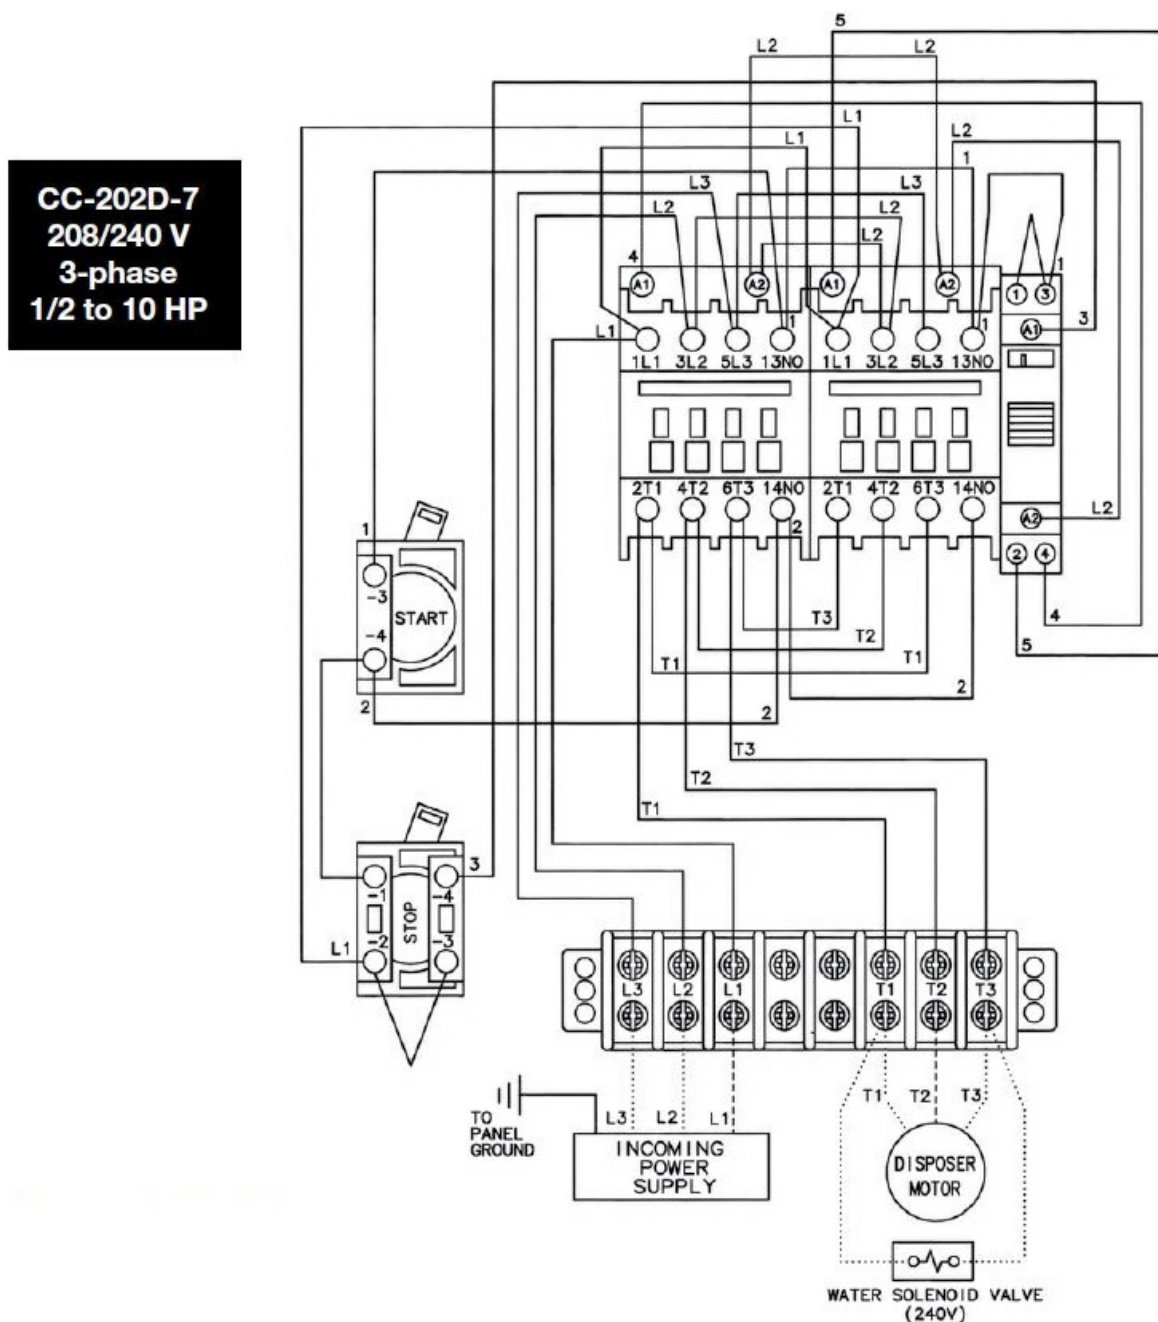 CC-202D-7
208/240 V
3-phase
1/2 to 10 HP
5
L2 L2
L1 L1 L2
1
L3 L3
L2 L2
L2
4 1
A1 A2 A1 A2 1 3
3
A1
L1 1 1
1L1 3L2 5L3 13NO 1L1 3L2 5L3 13NO
2T1 4T2 6T3 14NO 2T1 4T2 6T3 14NO
L2
A2
2
2 4
1
-3
START
-4
2
T3
T2
T1 T1
4
5
2
2
T3
T2
T1
3
-1 -4
STOP
-2 -3
L1
L3 L2 L1 T1 T2 T3
TO
PANEL
GROUND
L3 L2 L1
INCOMING
POWER
SUPPLY
T1 T2 T3
DISPOSER
MOTOR
WATER SOLENOID VALVE
(240V)